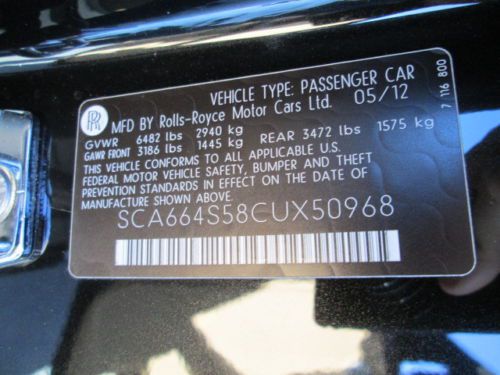 VEHICLE TYPE: PASSENGER CAR
RR
MFD BY Rolls-Royce Motor Cars Ltd. 05/12
GVWR 6482 lbs 2940 kg
GAWR FRONT 3186 lbs 1445 kg REAR 3472 lbs 1575 kg
THIS VEHICLE CONFORMS TO ALL APPLICABLE U.S.
FEDERAL MOTOR VEHICLE SAFETY, BUMPER, AND THEFT
PREVENTION STANDARDS IN EFFECT ON THE DATE OF
MANUFACTURE SHOWN ABOVE.
SCA664S58CUX50968
7 116 800